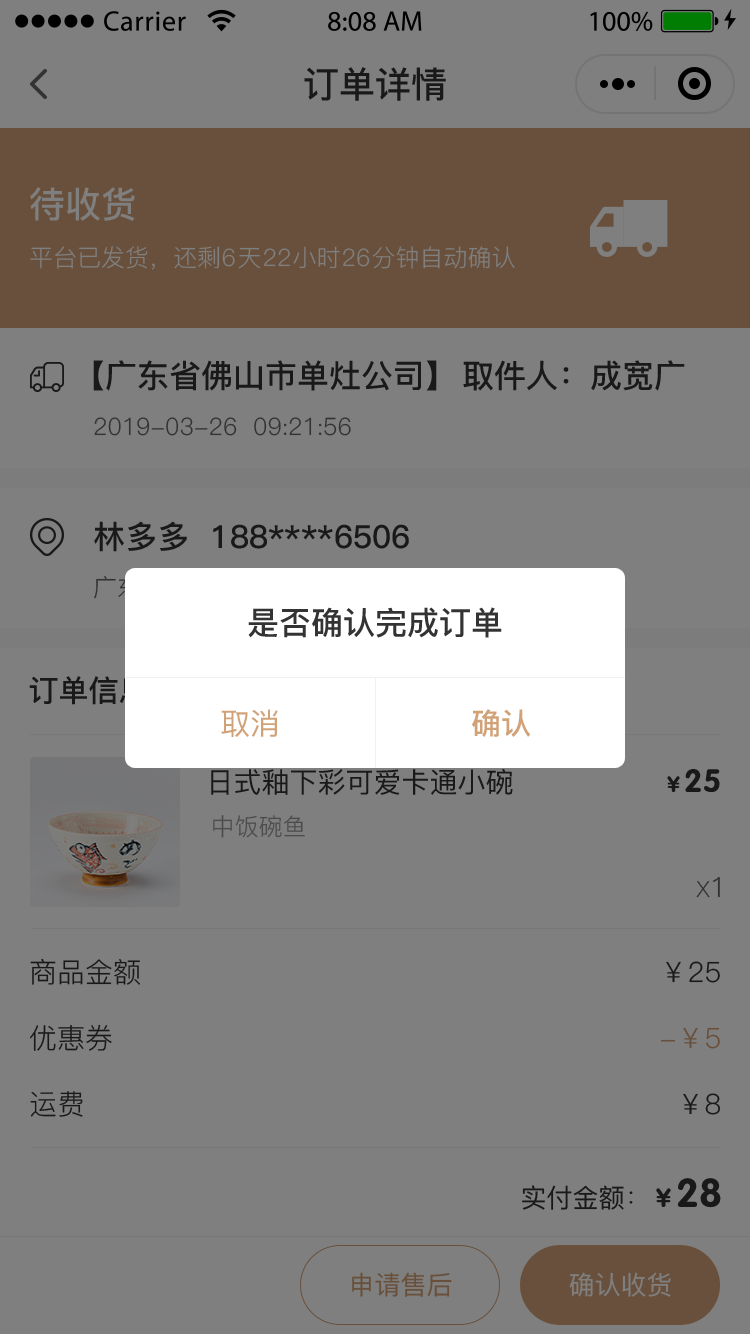 ●●●●● Carrier 8:08 AM 100%
订单详情
待收货
平台已发货，还剩6天22小时26分钟自动确认
【广东省佛山市单灶公司】取件人：成宽广
2019-03-26 09:21:56
林多多 188****6506
广
是否确认完成订单
取消 确认
订单信
日式釉下彩可爱卡通小碗 ¥25
中饭碗鱼
x1
商品金额 ¥25
优惠券 -¥5
运费 ¥8
实付金额：¥28
申请售后 确认收货